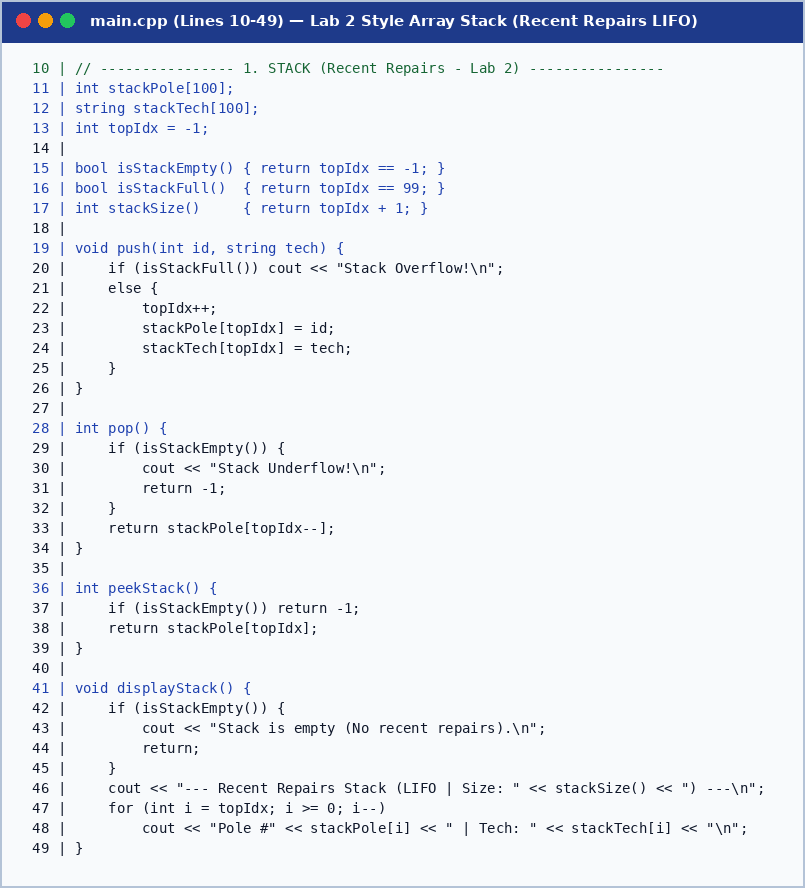 main.cpp (Lines 10-49) — Lab 2 Style Array Stack (Recent Repairs LIFO)
10 | // ---------------- 1. STACK (Recent Repairs - Lab 2) ----------------
11 | int stackPole[100];
12 | string stackTech[100];
13 | int topIdx = -1;
14 |
15 | bool isStackEmpty() { return topIdx == -1; }
16 | bool isStackFull()  { return topIdx == 99; }
17 | int stackSize()     { return topIdx + 1; }
18 |
19 | void push(int id, string tech) {
20 |     if (isStackFull()) cout << "Stack Overflow!\n";
21 |     else {
22 |         topIdx++;
23 |         stackPole[topIdx] = id;
24 |         stackTech[topIdx] = tech;
25 |     }
26 | }
27 |
28 | int pop() {
29 |     if (isStackEmpty()) {
30 |         cout << "Stack Underflow!\n";
31 |         return -1;
32 |     }
33 |     return stackPole[topIdx--];
34 | }
35 |
36 | int peekStack() {
37 |     if (isStackEmpty()) return -1;
38 |     return stackPole[topIdx];
39 | }
40 |
41 | void displayStack() {
42 |     if (isStackEmpty()) {
43 |         cout << "Stack is empty (No recent repairs).\n";
44 |         return;
45 |     }
46 |     cout << "--- Recent Repairs Stack (LIFO | Size: " << stackSize() << ") ---\n";
47 |     for (int i = topIdx; i >= 0; i--)
48 |         cout << "Pole #" << stackPole[i] << " | Tech: " << stackTech[i] << "\n";
49 | }